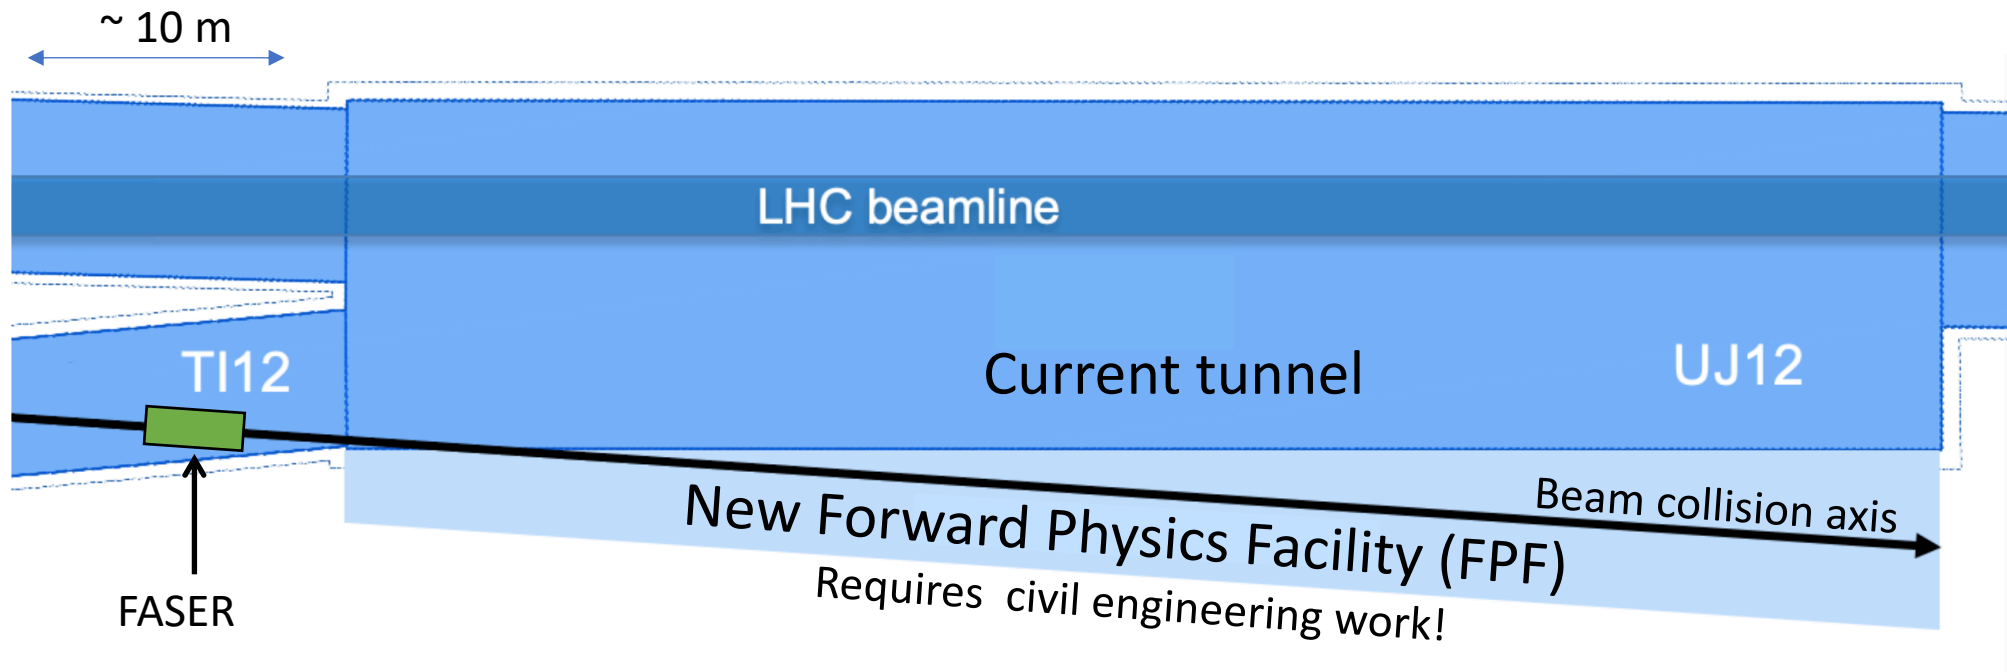 ~ 10 m
LHC beamline
TI12
Current tunnel
UJ12
Beam collision axis
New Forward Physics Facility (FPF)
Requires civil engineering work!
FASER